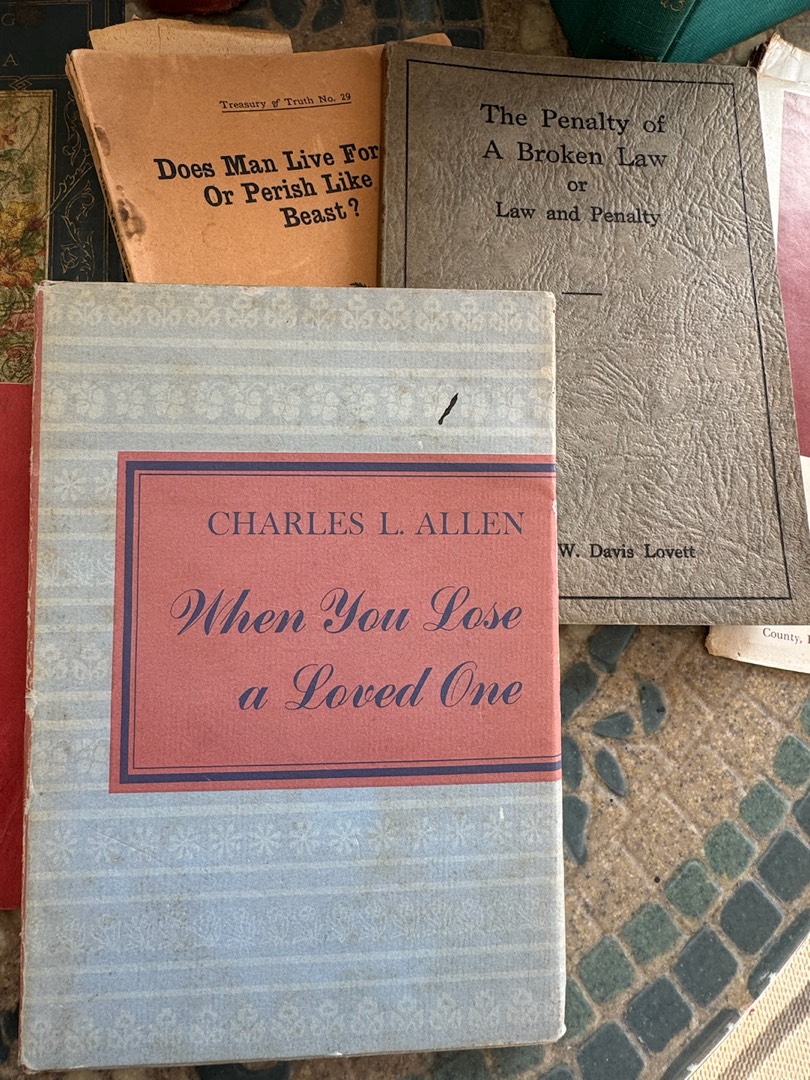 G
A
Treasury of Truth No. 29
Does Man Live For
Or Perish Like
Beast?
The Penalty of
A Broken Law
or
Law and Penalty
W. Davis Lovett
CHARLES L. ALLEN
When You Lose
a Loved One
County,